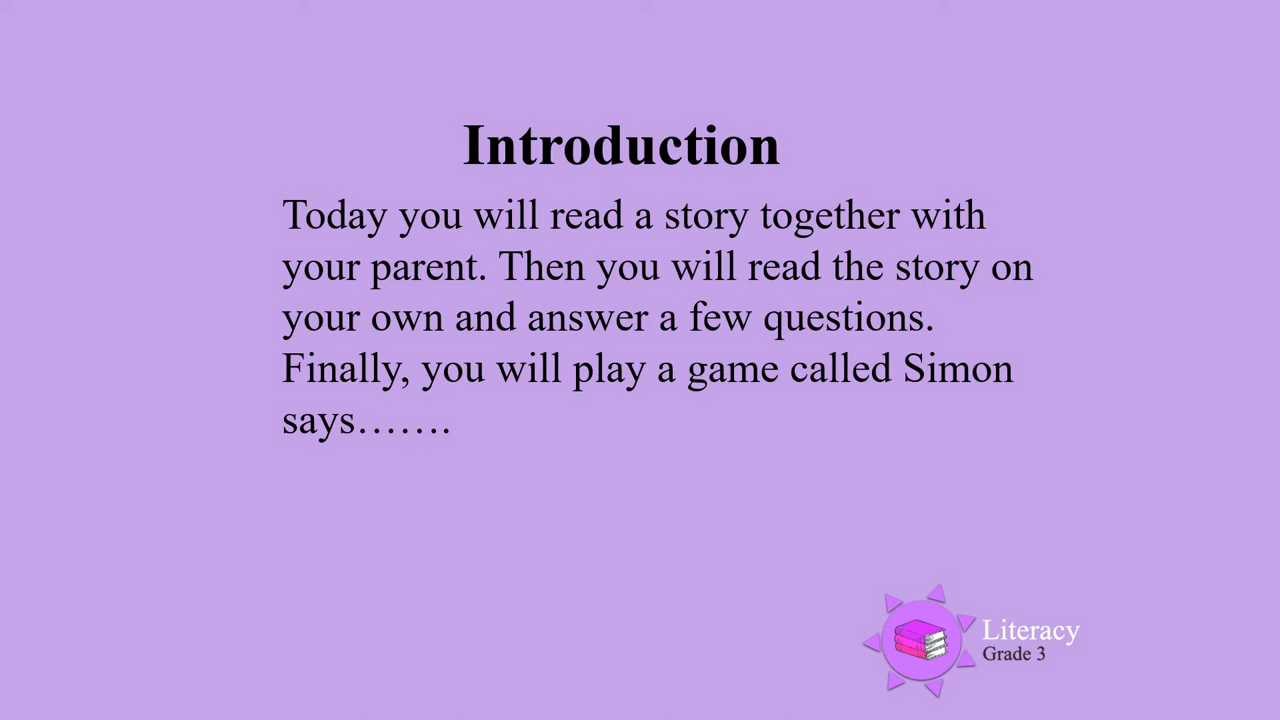 Introduction
Today you will read a story together with
your parent. Then you will read the story on
your own and answer a few questions.
Finally, you will play a game called Simon
says…….
Literacy
Grade 3